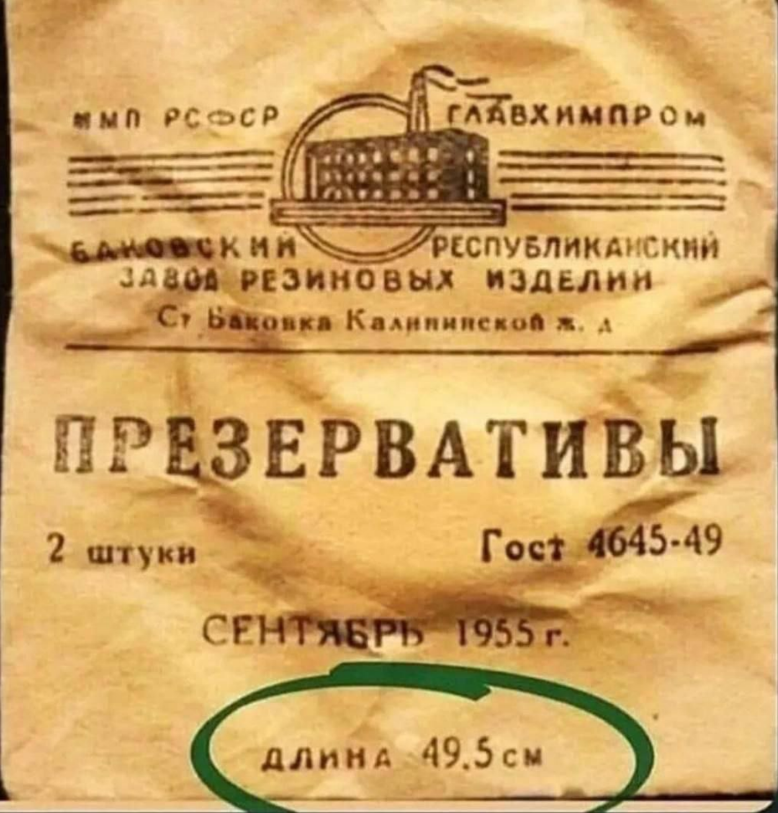 ММП РСФСР ГЛАВХИМПРОМ
БАКОВСКИЙ РЕСПУБЛИКАНСКИЙ
ЗАВОД РЕЗИНОВЫХ ИЗДЕЛИЙ
Ст Баковка Калининской ж. д
ПРЕЗЕРВАТИВЫ
2 штуки Гост 4645-49
СЕНТЯБРЬ 1955 г.
ДЛИНА 49.5 см